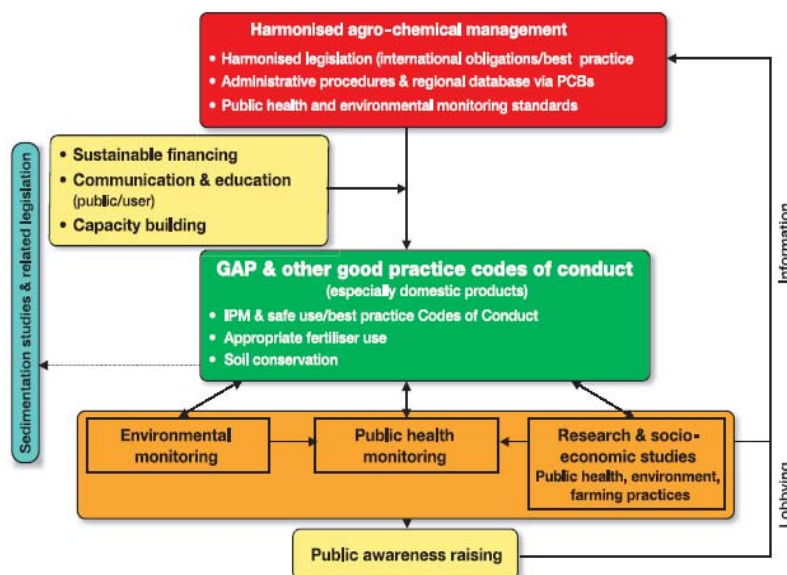 Harmonised agro-chemical management
• Harmonised legislation (international obligations/best practice
• Administrative procedures & regional database via PCBs
• Public health and environmental monitoring standards
• Sustainable financing
• Communication & education
(public/user)
• Capacity building
Sedimentation studies & related legislation
GAP & other good practice codes of conduct
(especially domestic products)
• IPM & safe use/best practice Codes of Conduct
• Appropriate fertiliser use
• Soil conservation
Environmental
monitoring
Public health
monitoring
Research & socio-
economic studies
Public health, environment,
farming practices
Public awareness raising
Information
Lobbying